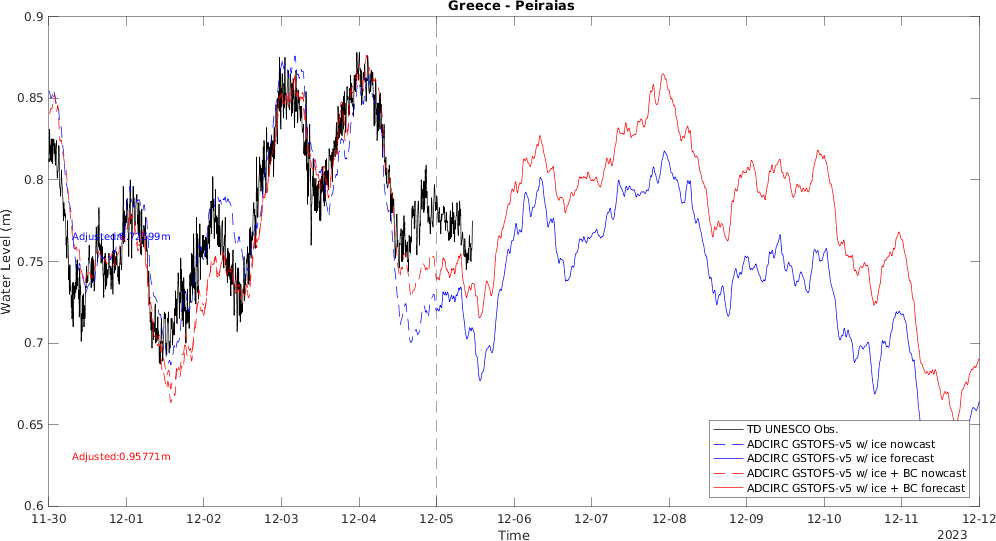 Greece - Peiraias
0.9
0.85
0.8
0.75
0.7
0.65
0.6
Water Level (m)
Adjusted:0.95771m
TD UNESCO Obs.
ADCIRC GSTOFS-v5 w/ ice nowcast
ADCIRC GSTOFS-v5 w/ ice forecast
ADCIRC GSTOFS-v5 w/ ice + BC nowcast
ADCIRC GSTOFS-v5 w/ ice + BC forecast
11-30 12-01 12-02 12-03 12-04 12-05 12-06 12-07 12-08 12-09 12-10 12-11 12-12
Time
2023